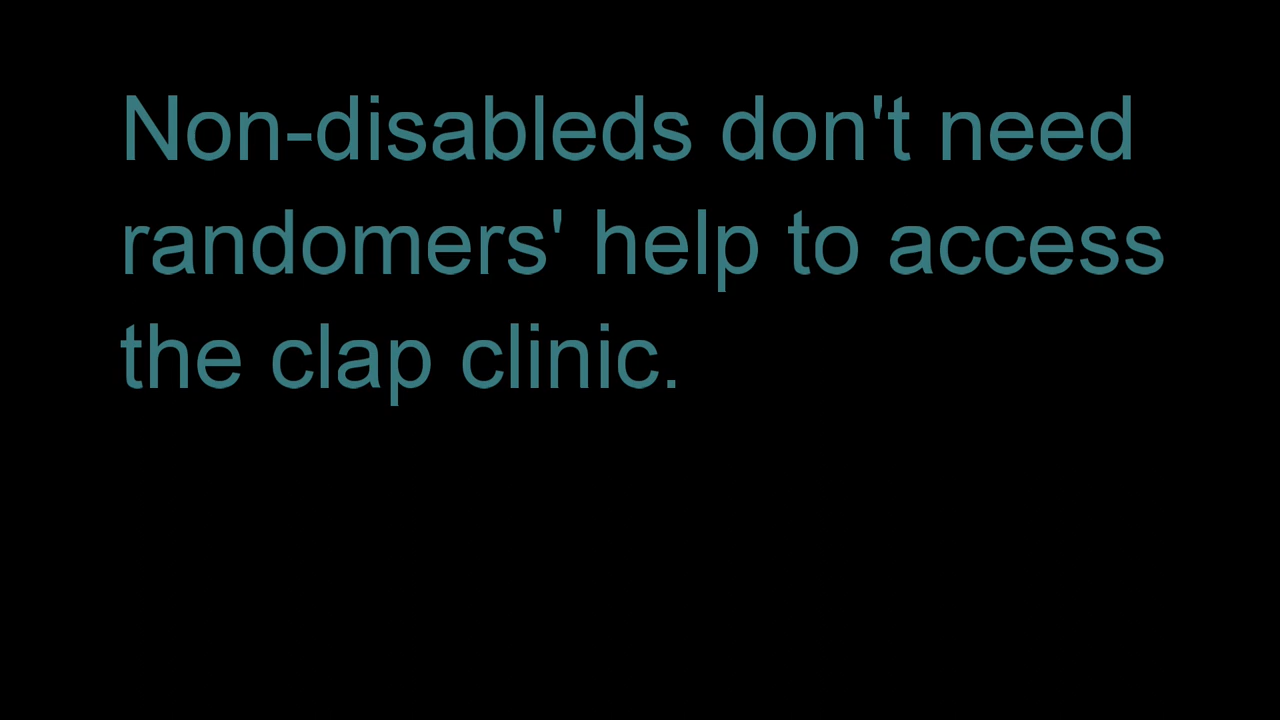 Non-disableds don't need
randomers' help to access
the clap clinic.